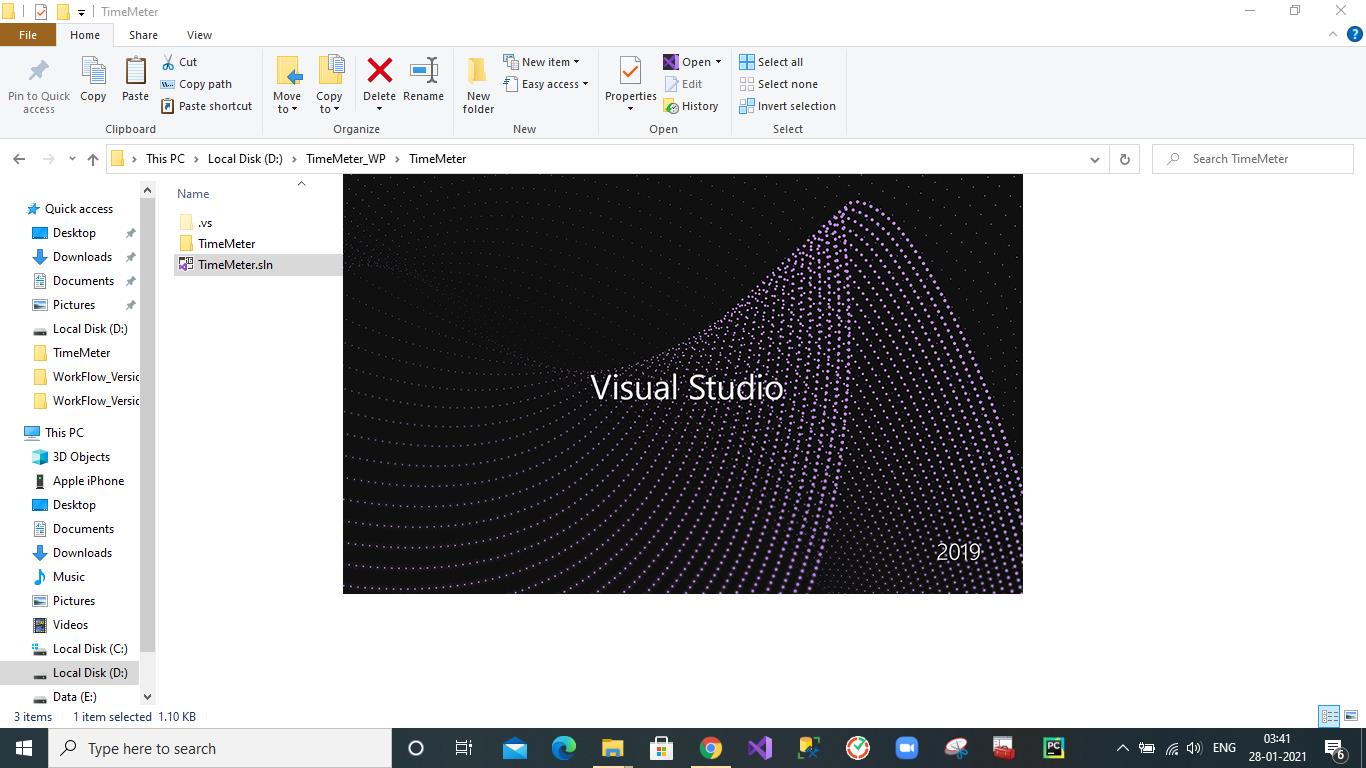 TimeMeter
File Home Share View
Pin to Quick access
Copy
Paste
Cut
Copy path
Paste shortcut
Clipboard
Move to
Copy to
Delete
Rename
Organize
New folder
New item
Easy access
New
Properties
Open
Edit
History
Open
Select all
Select none
Invert selection
Select
This PC > Local Disk (D:) > TimeMeter_WP > TimeMeter
Search TimeMeter
Quick access
Desktop
Downloads
Documents
Pictures
Local Disk (D:)
TimeMeter
WorkFlow_Versic
WorkFlow_Versic
This PC
3D Objects
Apple iPhone
Desktop
Documents
Downloads
Music
Pictures
Videos
Local Disk (C:)
Local Disk (D:)
Data (E:)
Name
.vs
TimeMeter
TimeMeter.sln
Visual Studio
2019
3 items 1 item selected 1.10 KB
Type here to search
PC
ENG
03:41
28-01-2021
6